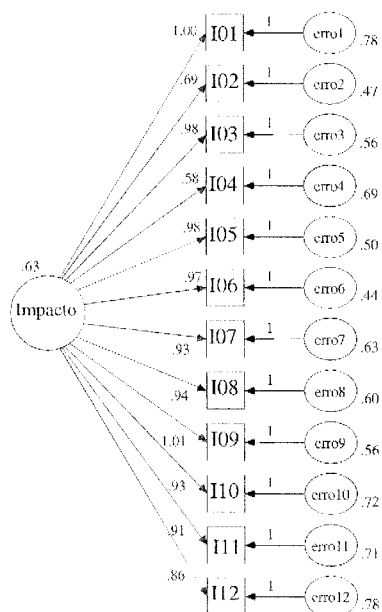 1.00 I01 1 erro1 .78
.69 I02 1 erro2 .47
.98 I03 1 erro3 .56
.58 I04 1 erro4 .69
.98 I05 1 erro5 .50
.63
Impacto
.97 I06 1 erro6 .44
.93 I07 1 erro7 .63
.94 I08 1 erro8 .60
1.01 I09 1 erro9 .56
.93 I10 1 erro10 .72
.91 I11 1 erro11 .71
.86 I12 1 erro12 .78